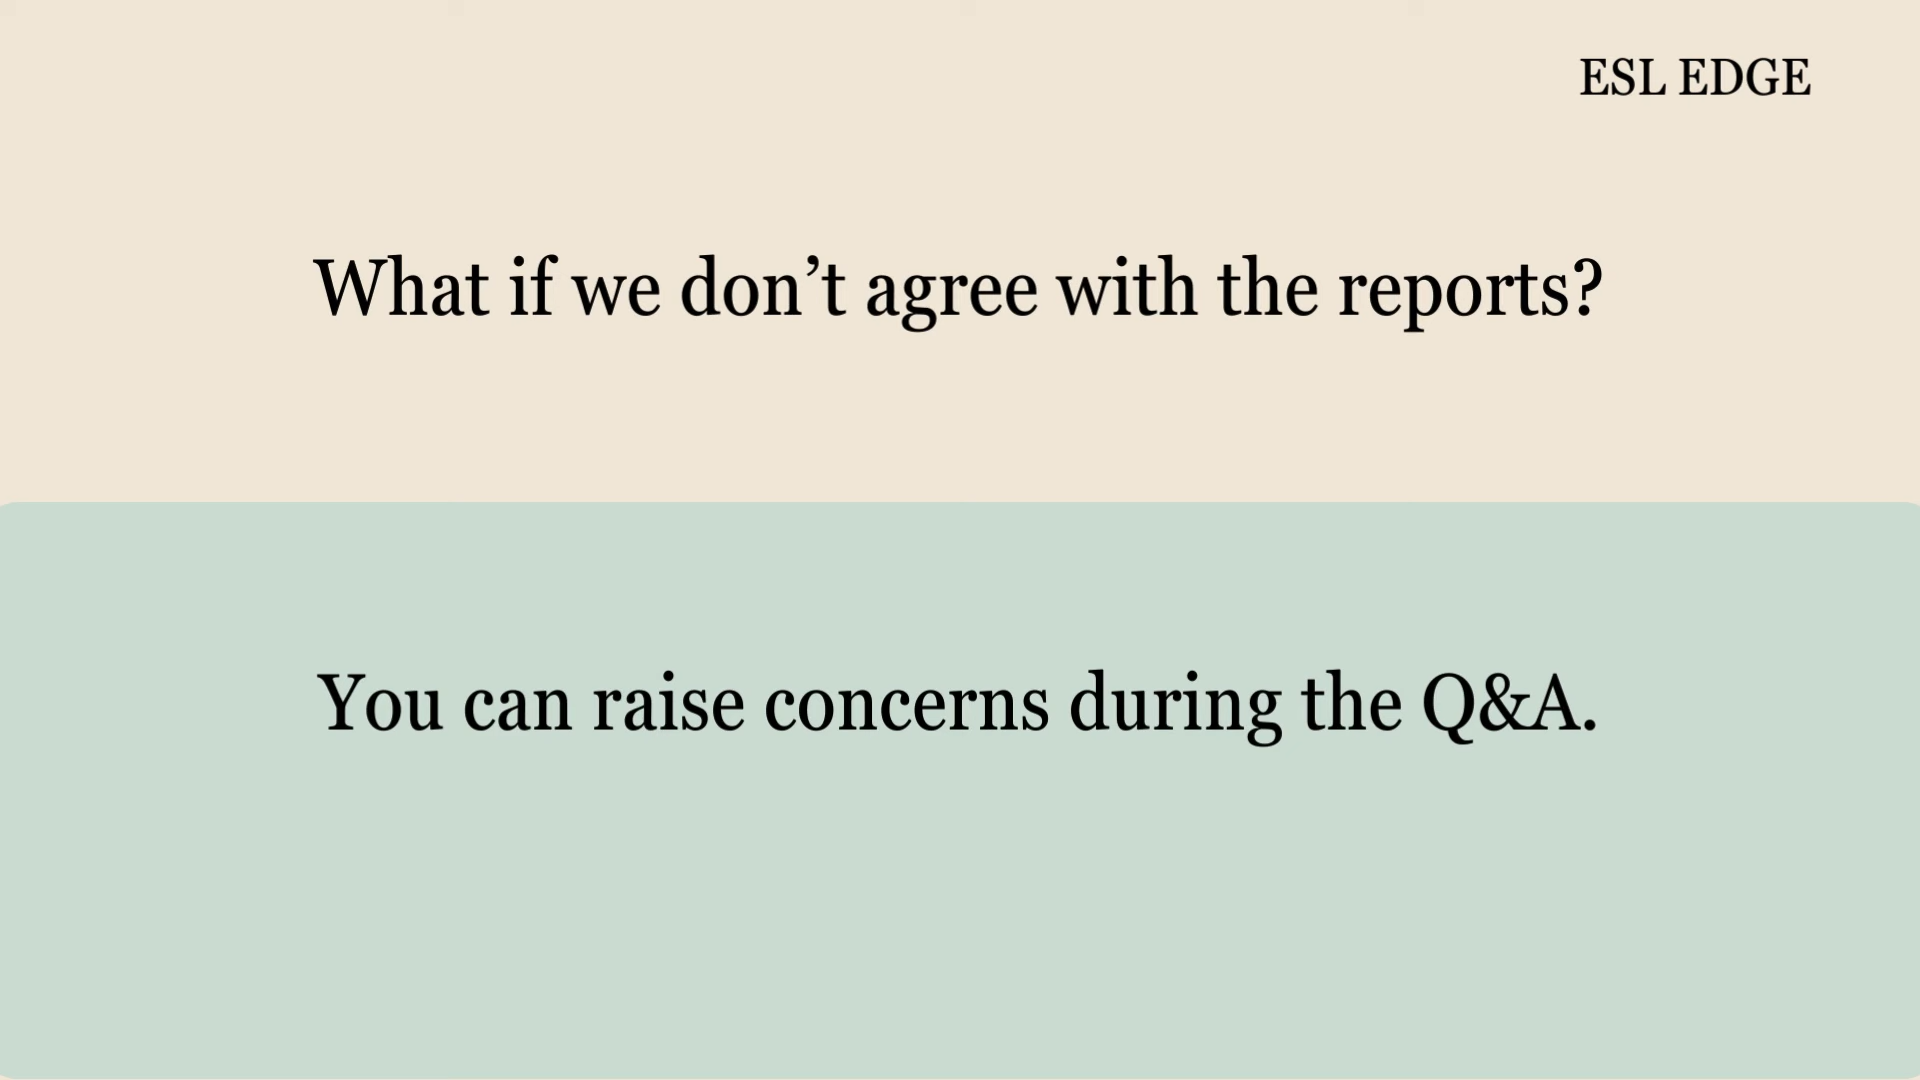 ESL EDGE
What if we don’t agree with the reports?
You can raise concerns during the Q&A.